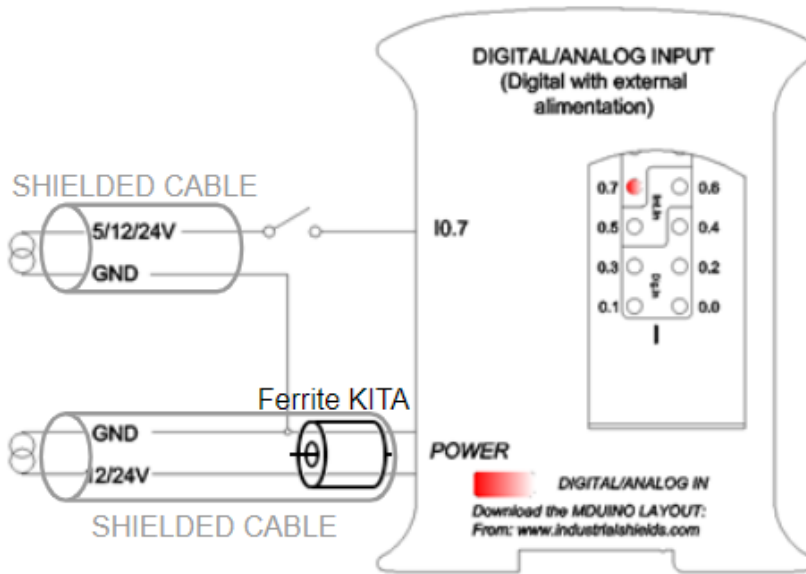 DIGITAL/ANALOG INPUT
(Digital with external
alimentation)
SHIELDED CABLE
5/12/24V
GND
I0.7
0.7
0.6
0.5
0.4
0.3
0.2
0.1
0.0
Dig.In
I
Ferrite KITA
GND
12/24V
POWER
SHIELDED CABLE
DIGITAL/ANALOG IN
Download the MDUINO LAYOUT:
From: www.industrialshields.com